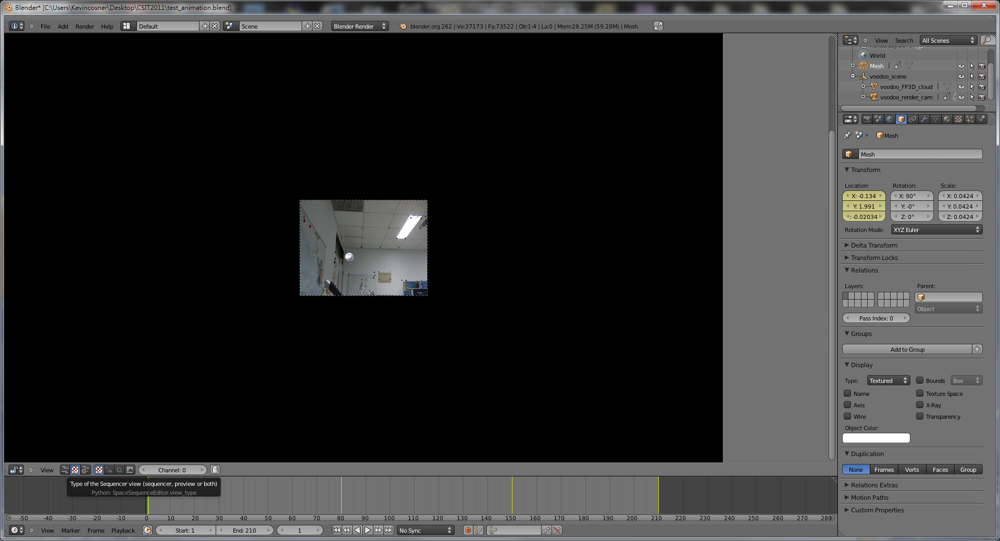 Blender* [C:\Users\Kevincosner\Desktop\CSIT2011\test_animation.blend]
File Add Render Help Default Scene Blender Render blender.org 262 | Ve:37173 | Fa:73522 | Ob:1-4 | La:0 | Mem:28.25M (59.28M) | Mesh
View Search All Scenes
World
Mesh
voodoo_scene
voodoo_FP3D_cloud
voodoo_render_cam
Mesh
Mesh
Transform
Location: Rotation: Scale:
X: -0.134 X: 90° X: 0.0424
Y: 1.991 Y: -0° Y: 0.0424
: -0.02034 Z: 0° Z: 0.0424
Rotation Mode: XYZ Euler
Delta Transform
Transform Locks
Relations
Layers: Parent:
Object
Pass Index: 0
Groups
Add to Group
Display
Type: Textured Bounds Box
Name Texture Space
Axis X-Ray
Wire Transparency
Object Color:
Duplication
None Frames Verts Faces Group
Relations Extras
Motion Paths
Custom Properties
View Channel: 0
Type of the Sequencer view (sequencer, preview or both)
Python: SpaceSequenceEditor.view_type
-50 -40 -30 -20 -10 0 10 20 30 40 50 60 70 80 90 100 110 120 130 140 150 160 170 180 190 200 210 220 230 240 250 260 270 280
View Marker Frame Playback Start: 1 End: 210 1 No Sync